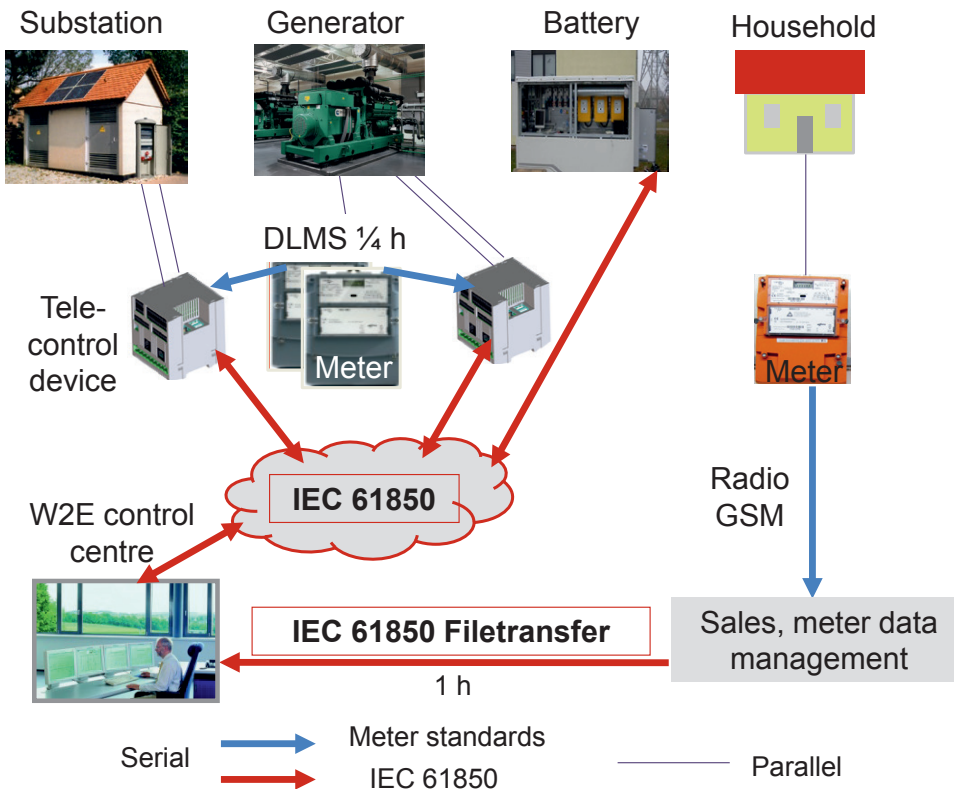 Substation
Generator
Battery
Household
DLMS ¼ h
Tele-
control
device
Meter
Meter
IEC 61850
Radio
GSM
W2E control
centre
IEC 61850 Filetransfer
Sales, meter data
management
1 h
Serial
Meter standards
IEC 61850
Parallel